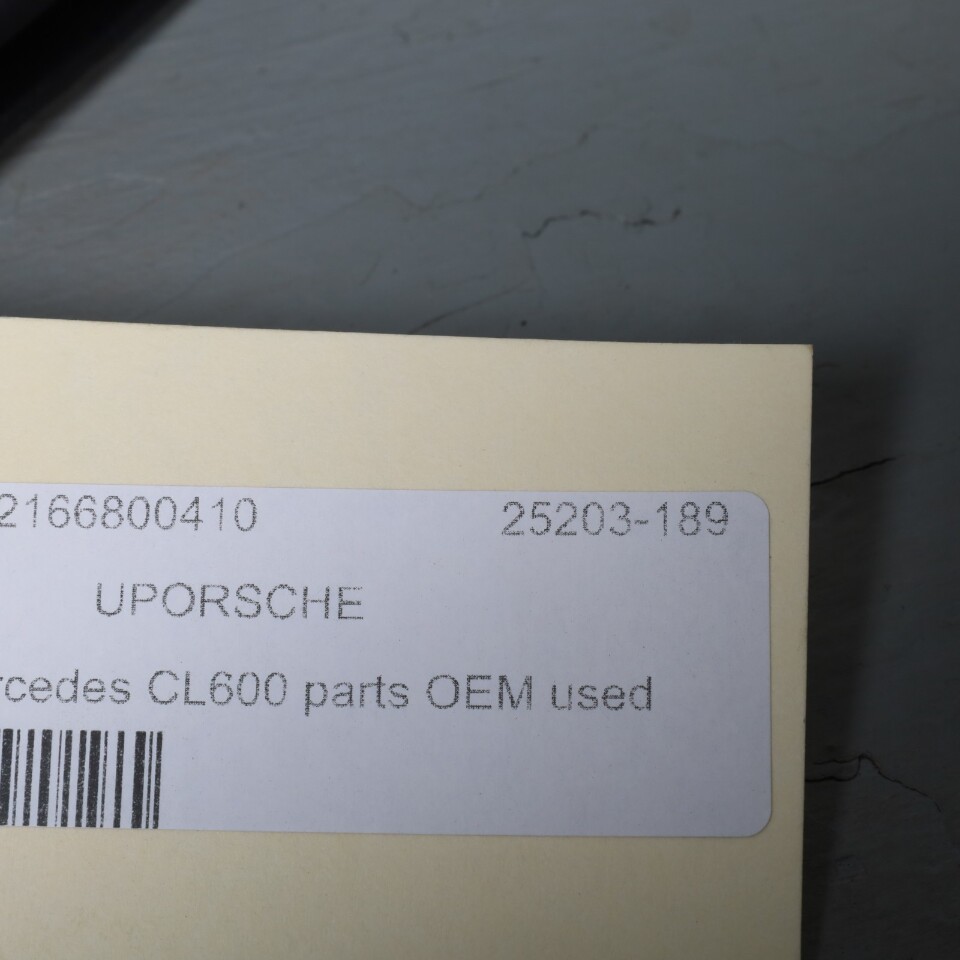 2166800410 25203-189
UPORSCHE
rcedes CL600 parts OEM used